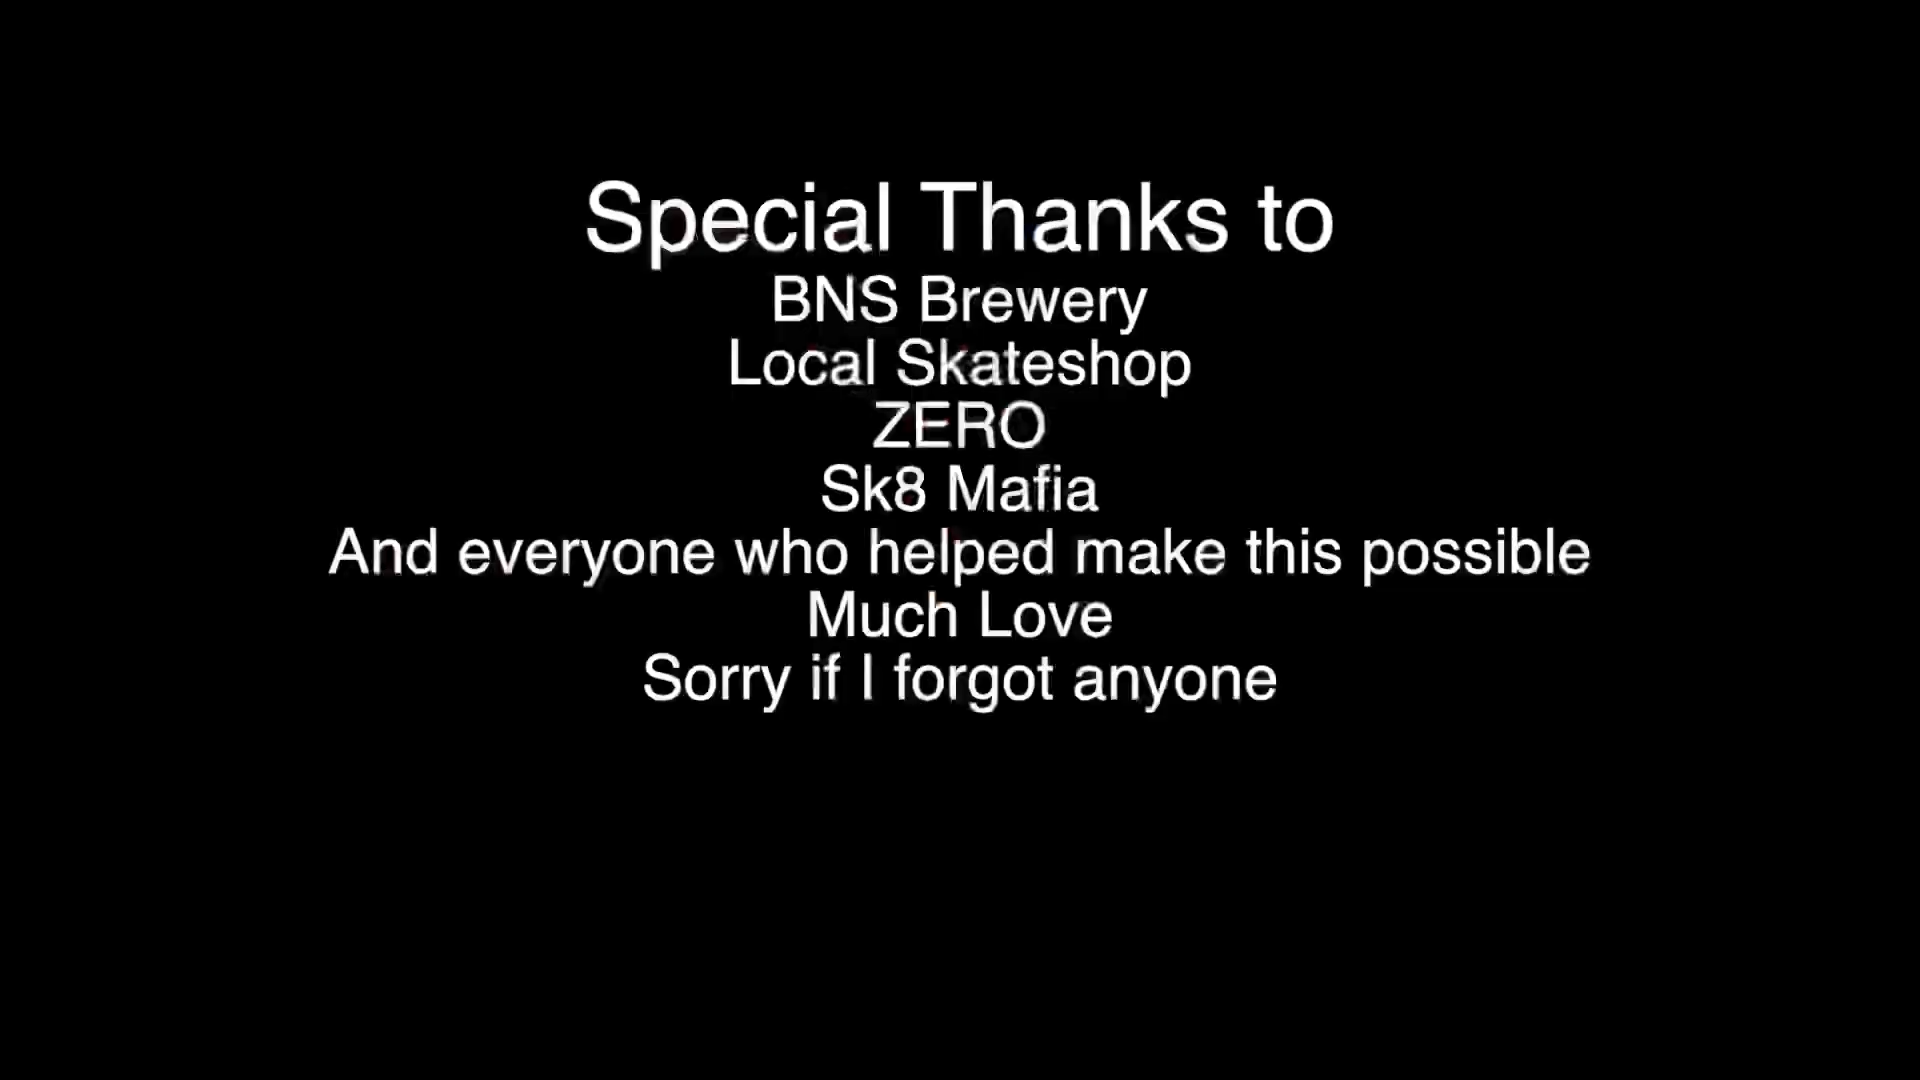 Special Thanks to
BNS Brewery
Local Skateshop
ZERO
Sk8 Mafia
And everyone who helped make this possible
Much Love
Sorry if I forgot anyone